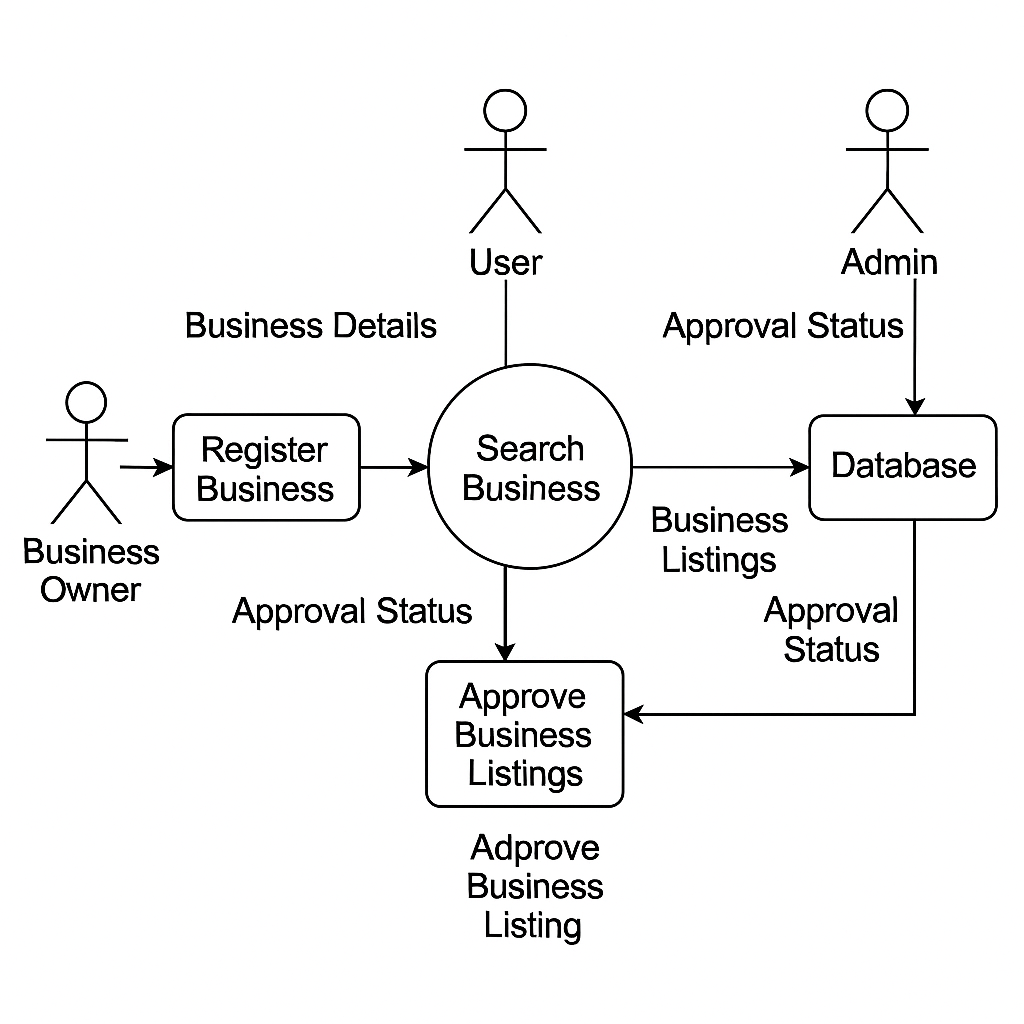 User
Admin
Business Details
Approval Status
Register
Business
Search
Business
Database
Business
Owner
Business
Listings
Approval Status
Approval
Status
Approve
Business
Listings
Adprove
Business
Listing